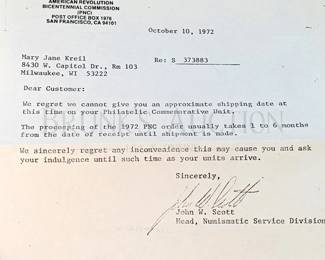 AMERICAN REVOLUTION
BICENTENNIAL COMMISSION
(PNC)
POST OFFICE BOX 1976
SAN FRANCISCO, CA 94101
October 10, 1972
Mary Jane Kreil
8430 W. Capitol Dr., Rm 103
Milwaukee, WI 53222
Re: S 373883
Dear Customer:
We regret we cannot give you an approximate shipping date at
this time on your Philatelic Commemorative Unit.
The processing of the 1972 PNC order usually takes 1 to 6 months
from the date of receipt until shipment is made.
We sincerely regret any inconvenience this may cause you and ask
your indulgence until such time as your units arrive.
Sincerely,
John W. Scott
John W. Scott
Head, Numismatic Service Division